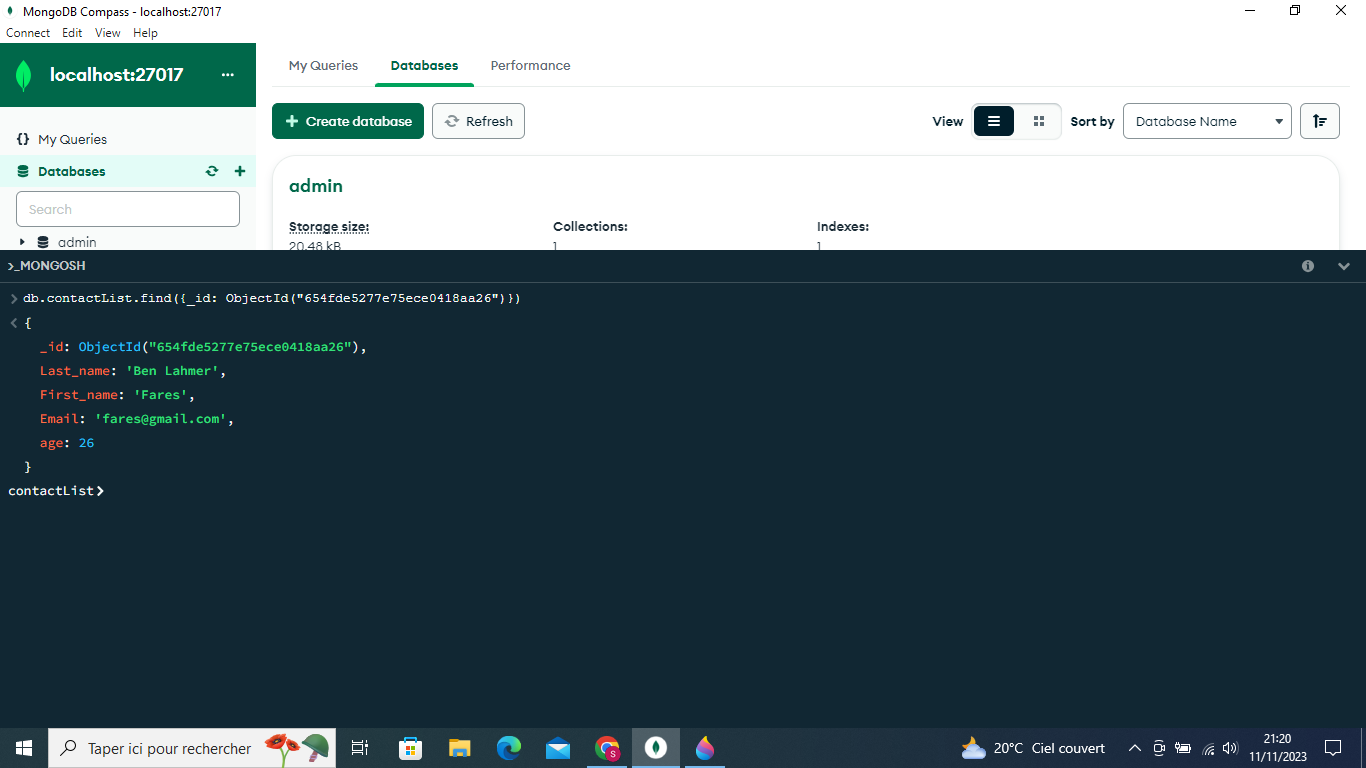 MongoDB Compass - localhost:27017
Connect Edit View Help
localhost:27017 ...
My Queries Databases Performance
Create database Refresh View Sort by Database Name
{} My Queries
Databases
Search
admin
admin
Storage size: Collections: Indexes:
20.48 kB 1 1
>_MONGOSH
> db.contactList.find({_id: ObjectId("654fde5277e75ece0418aa26")})
< {
_id: ObjectId("654fde5277e75ece0418aa26"),
Last_name: 'Ben Lahmer',
First_name: 'Fares',
Email: 'fares@gmail.com',
age: 26
}
contactList>
Taper ici pour rechercher
S
20°C Ciel couvert
21:20
11/11/2023